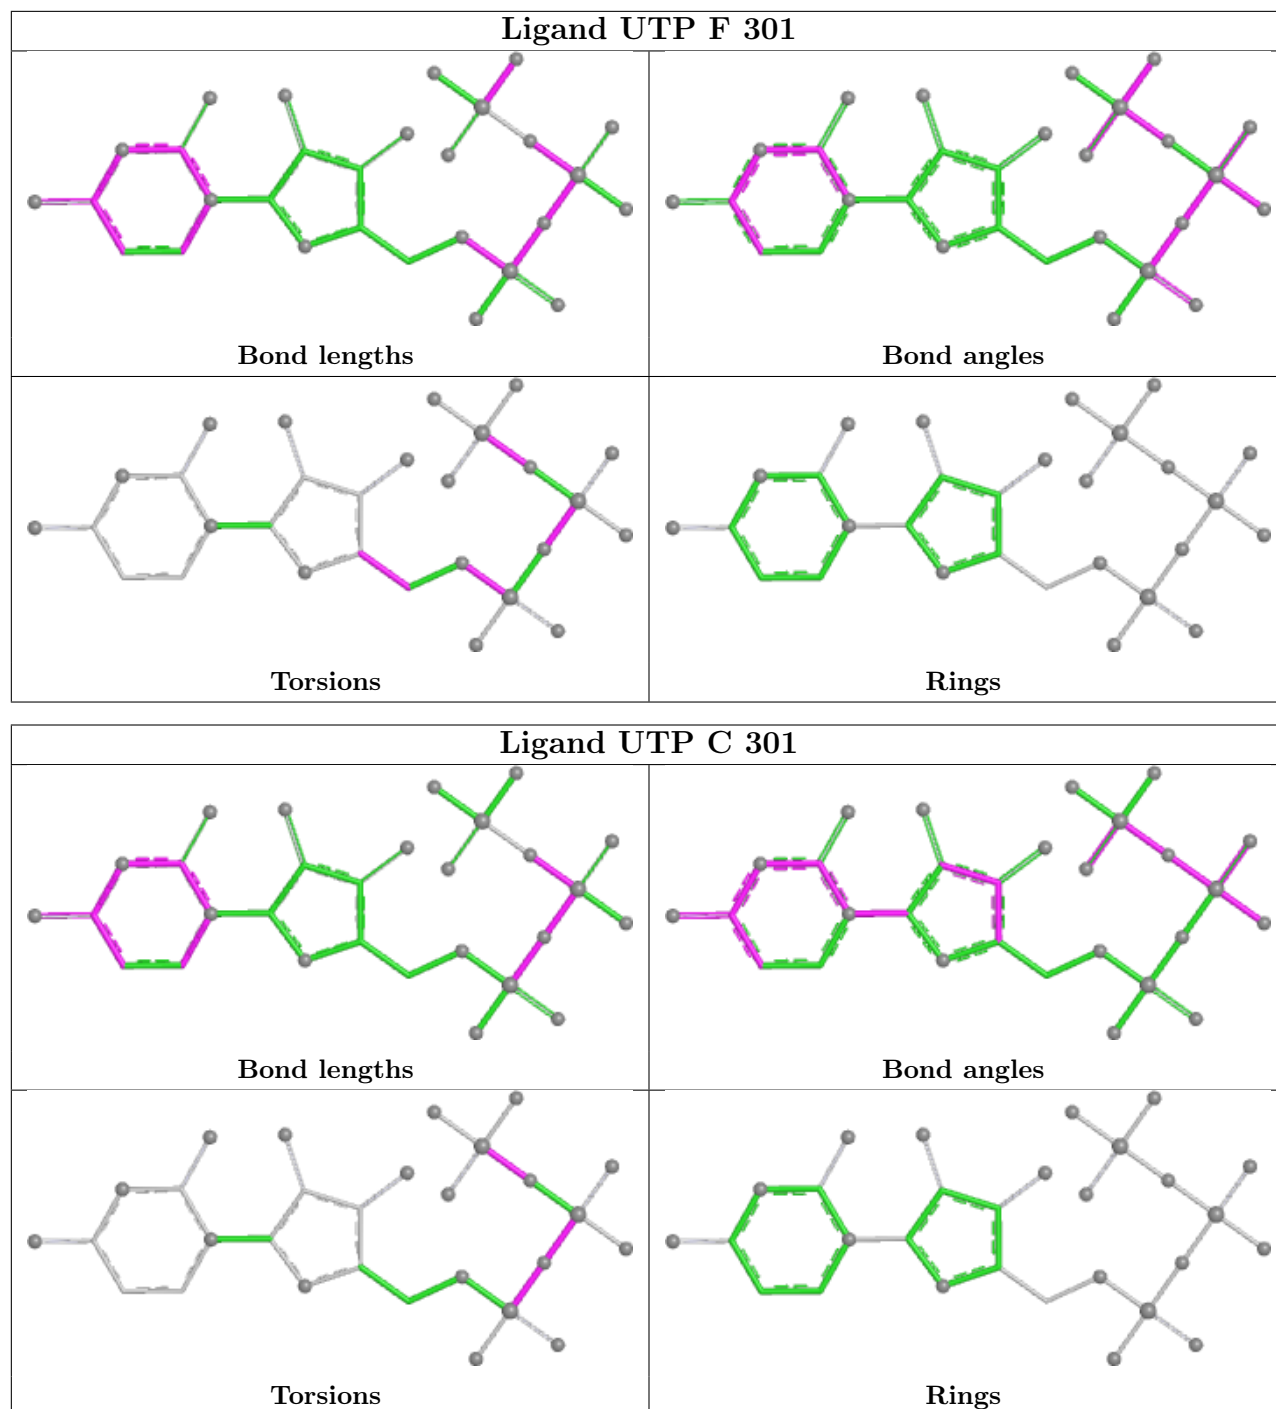 Ligand UTP F 301
Bond lengths
Bond angles
Torsions
Rings
Ligand UTP C 301
Bond lengths
Bond angles
Torsions
Rings